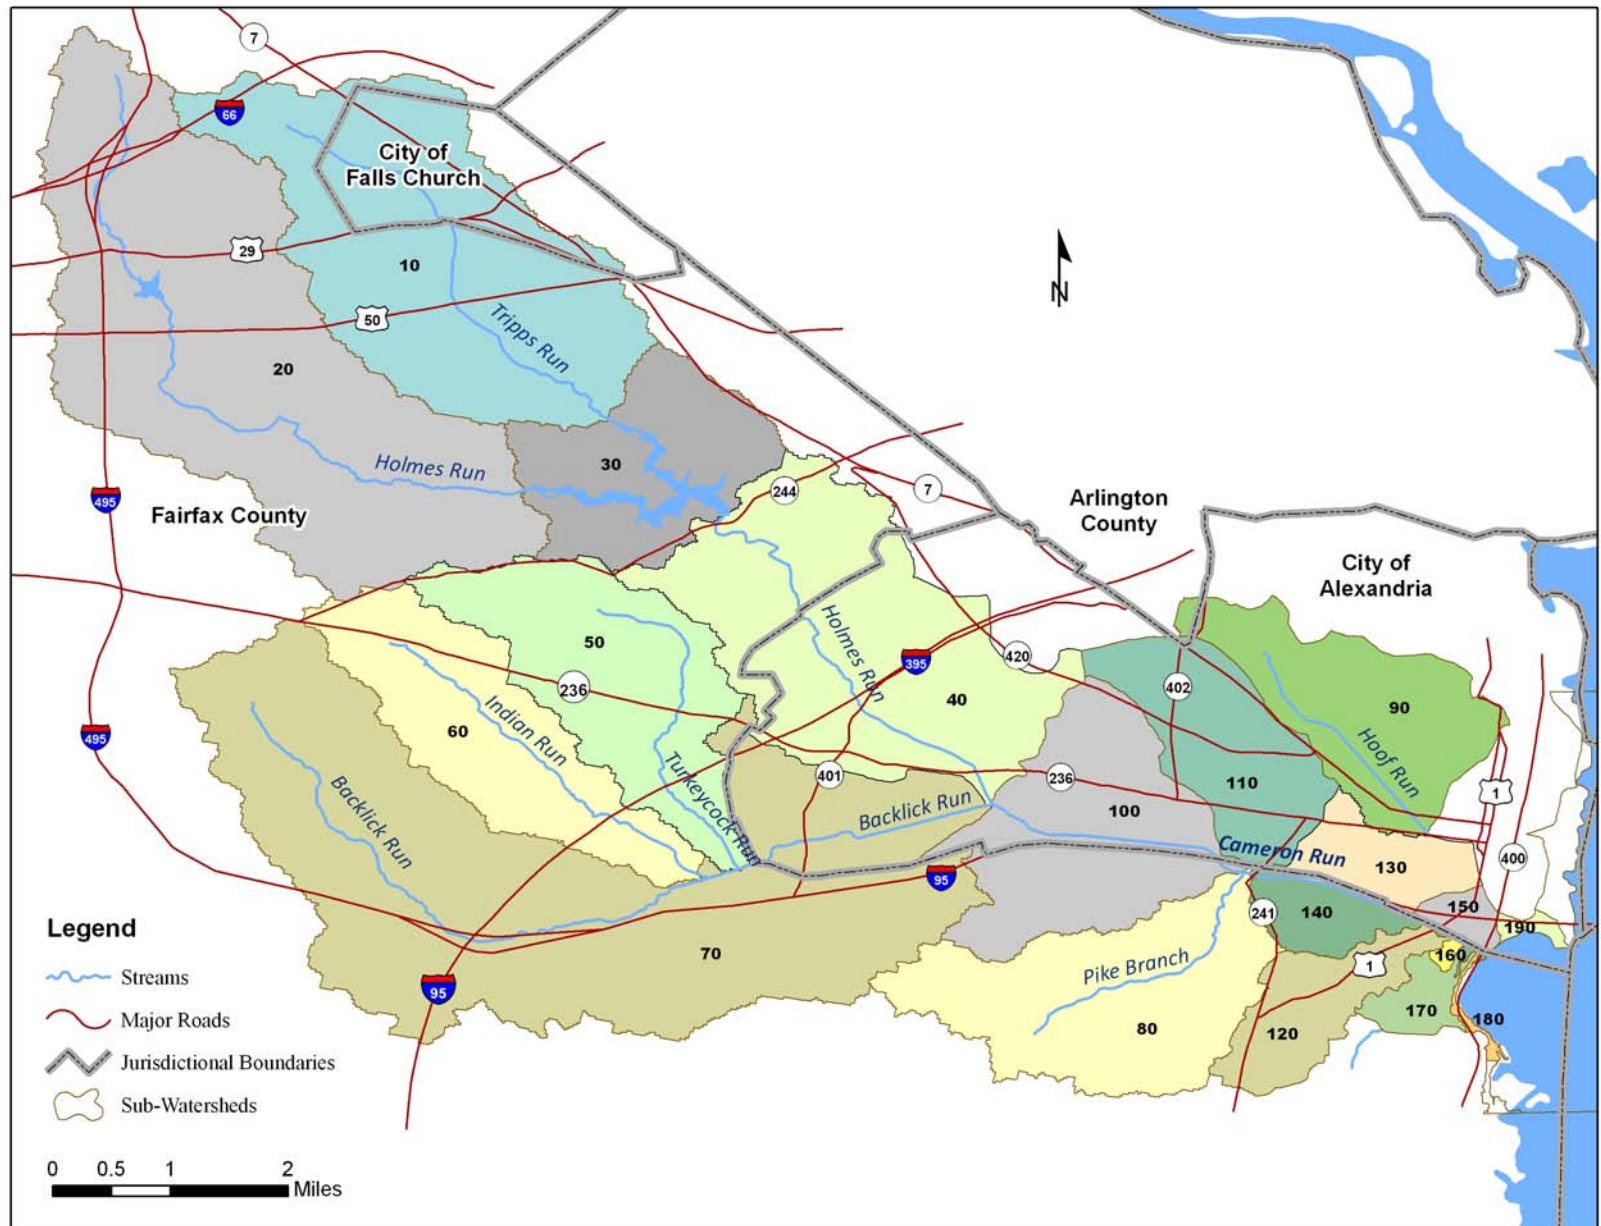 7
66
City of
Falls Church
29
10
50
Tripps Run
20
30
Holmes Run
244
7
Arlington
County
495
Fairfax County
City of
Alexandria
Holmes Run
50
420
395
236
402
40
90
60
Indian Run
495
Turkeycock Run
Hoof Run
401
236
110
1
Backlick Run
Backlick Run
100
Cameron Run
130
400
95
241
140
150
190
Legend
70
1
160
Pike Branch
Streams
95
170
180
Major Roads
80
120
Jurisdictional Boundaries
Sub-Watersheds
0 0.5 1 2
Miles
N